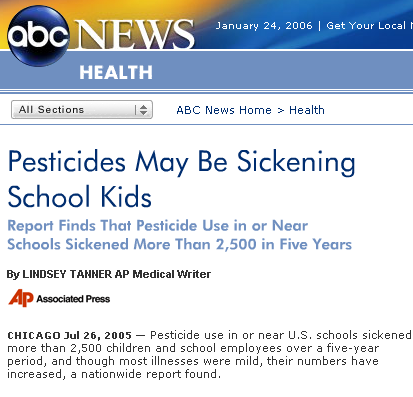 abc NEWS
January 24, 2006 | Get Your Local
HEALTH
All Sections
ABC News Home > Health
Pesticides May Be Sickening
School Kids
Report Finds That Pesticide Use in or Near
Schools Sickened More Than 2,500 in Five Years
By LINDSEY TANNER AP Medical Writer
AP Associated Press
CHICAGO Jul 26, 2005 — Pesticide use in or near U.S. schools sickened
more than 2,500 children and school employees over a five-year
period, and though most illnesses were mild, their numbers have
increased, a nationwide report found.